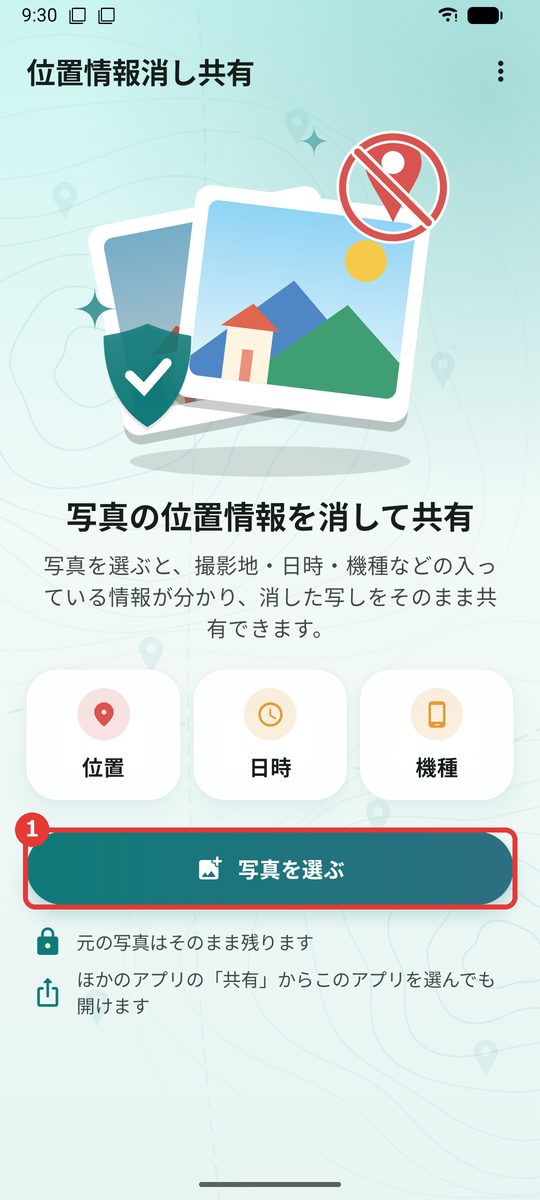 9:30
位置情報消し共有
写真の位置情報を消して共有
写真を選ぶと、撮影地・日時・機種などの入っ
ている情報が分かり、消した写しをそのまま共
有できます。
位置
日時
機種
1
写真を選ぶ
元の写真はそのまま残ります
ほかのアプリの「共有」からこのアプリを選んでも
開けます